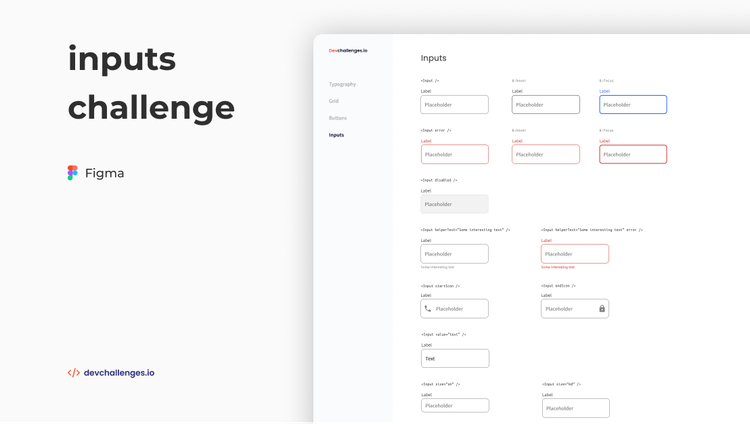 inputs
challenge
Figma
devchallenges.io
Devchallenges.io
Typography
Grid
Buttons
Inputs
Inputs
<Input /> &:hover &:focus
Label Label Label
Placeholder Placeholder Placeholder
<Input error /> &:hover &:focus
Label Label Label
Placeholder Placeholder Placeholder
<Input disabled />
Label
Placeholder
<Input helperText="Some interesting text" /> <Input helperText="Some interesting text" error />
Label Label
Placeholder Placeholder
Some interesting text Some interesting text
<Input startIcon /> <Input endIcon />
Label Label
Placeholder Placeholder
<Input value="text" />
Label
Text
<Input size="sm" /> <Input size="md" />
Label Label
Placeholder Placeholder